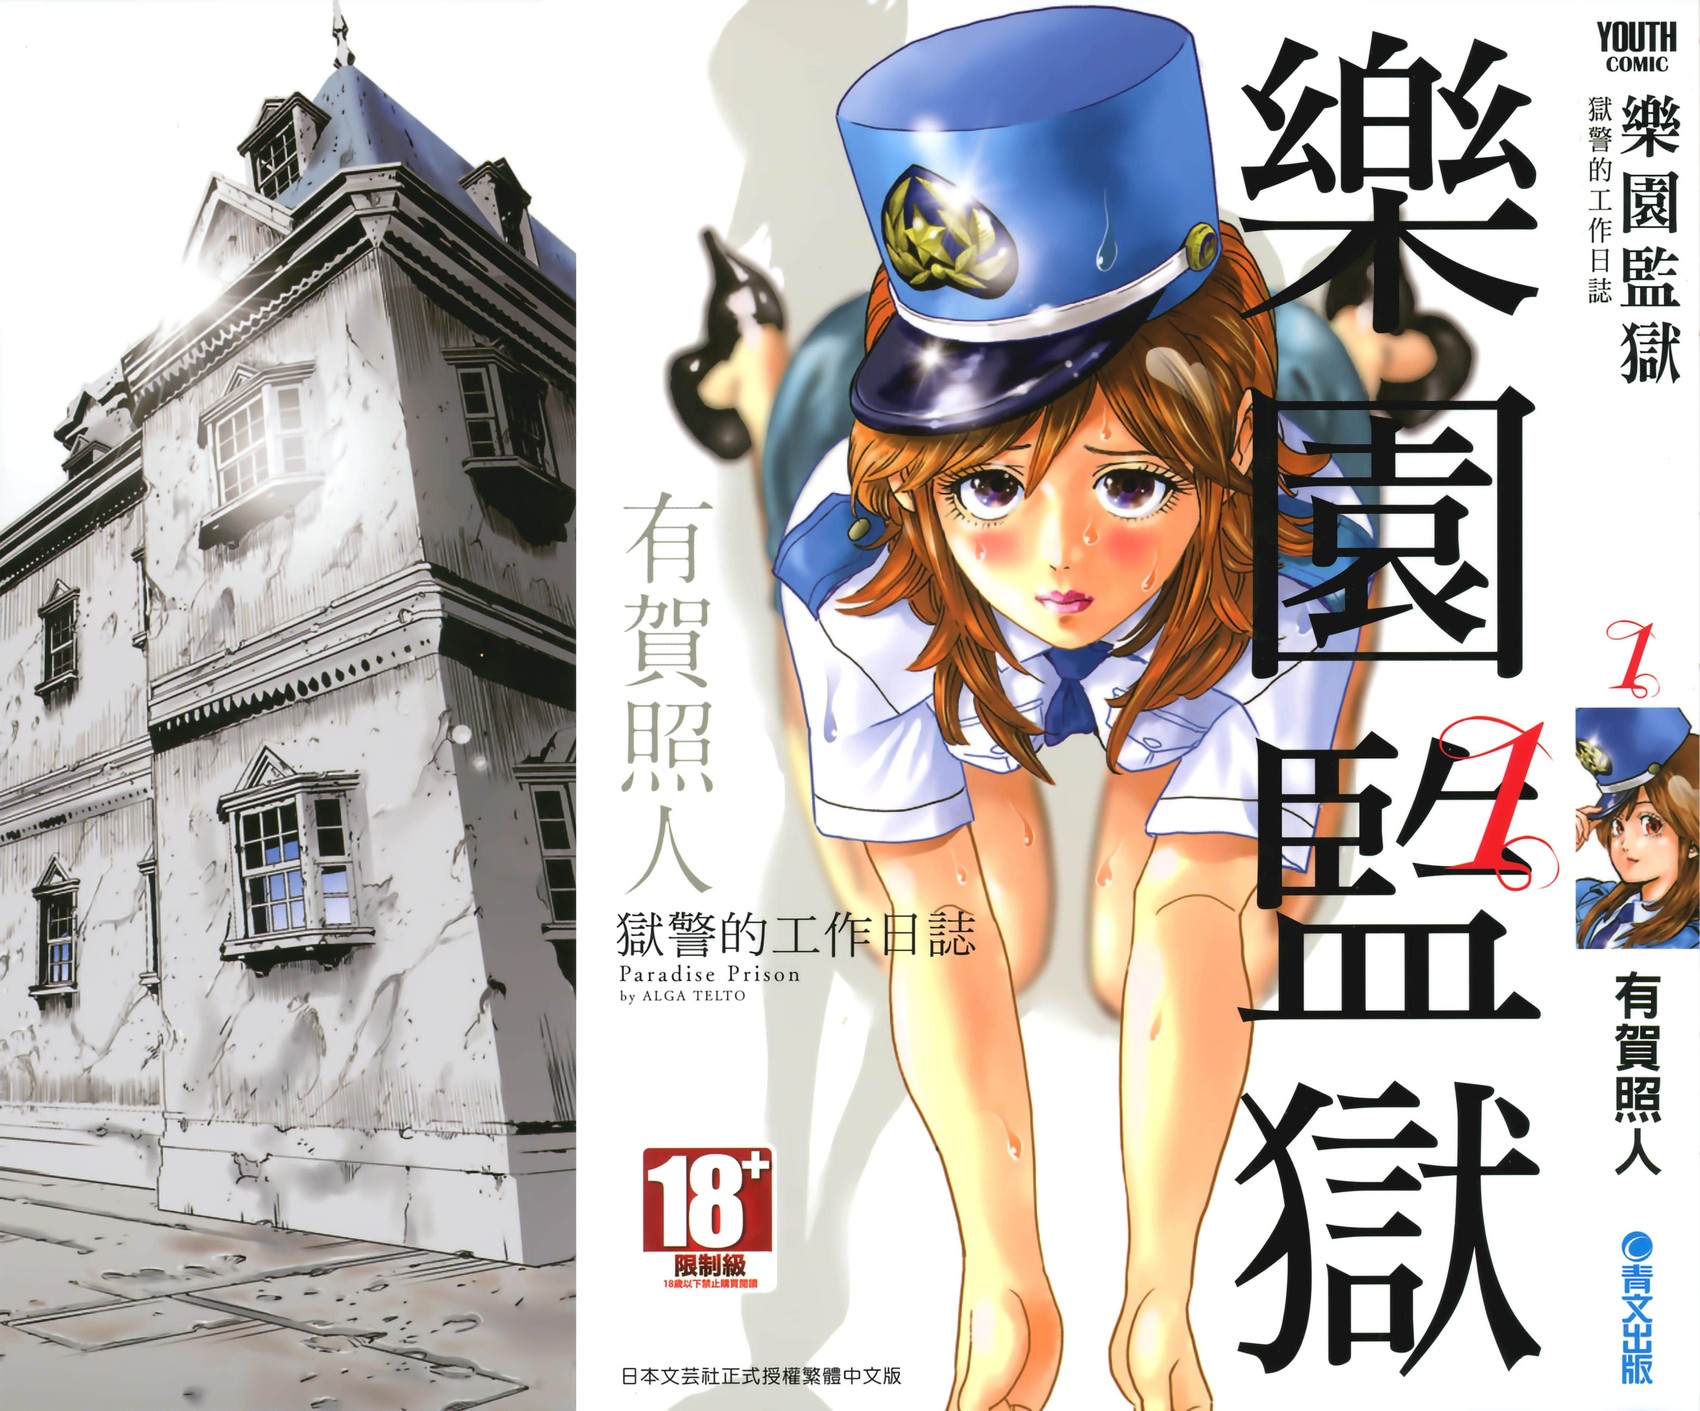 樂園監獄
1
有賀照人
獄警的工作日誌
Paradise Prison
by ALGA TELTO
18+
限制級
18歲以下禁止購買閱讀
日本文芸社正式授權繁體中文版
YOUTH
COMIC
樂園監獄
獄警的工作日誌
1
有賀照人
青文出版